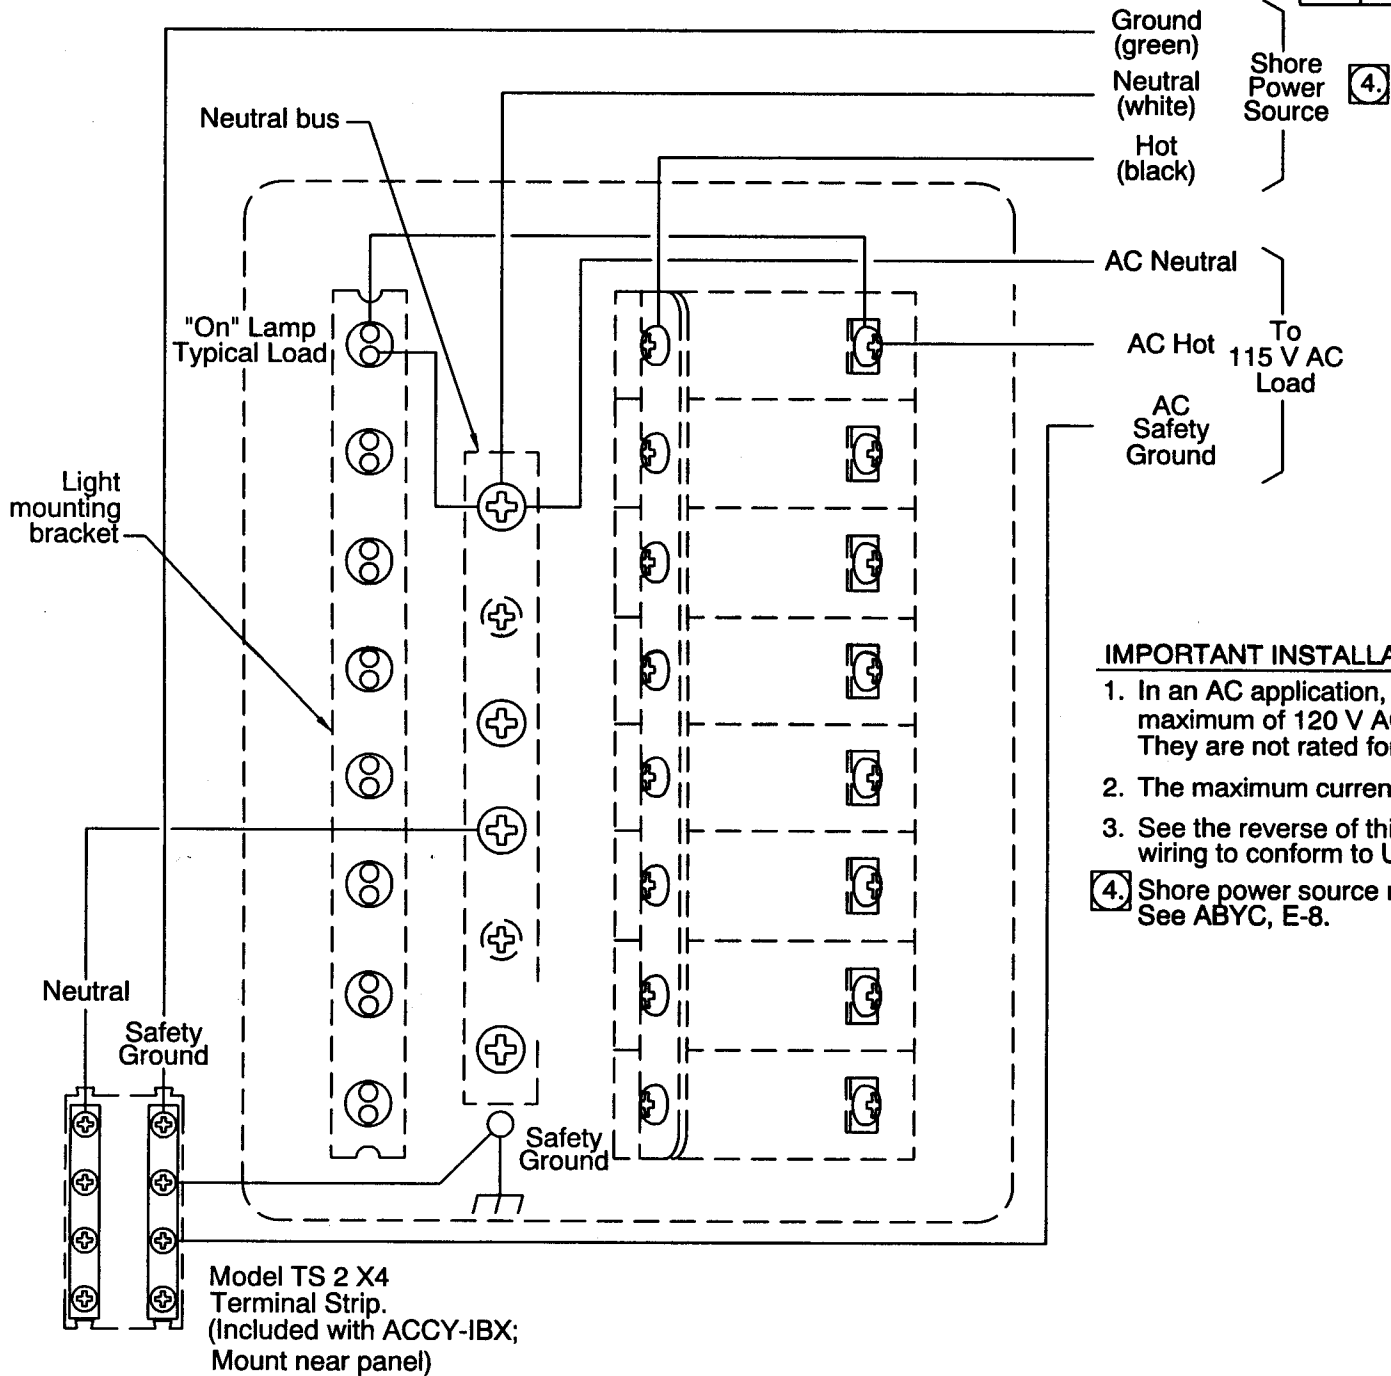 Ground
(green)
Neutral
(white)
Hot
(black)
Shore
Power
Source
4.
Neutral bus
AC Neutral
AC Hot
AC
Safety
Ground
To
115 V AC
Load
"On" Lamp
Typical Load
Light
mounting
bracket
IMPORTANT INSTALLA
1. In an AC application,
maximum of 120 V A
They are not rated for
2. The maximum curren
3. See the reverse of thi
wiring to conform to U
4. Shore power source
See ABYC, E-8.
Neutral
Safety
Ground
Safety
Ground
Model TS 2 X4
Terminal Strip.
(Included with ACCY-IBX;
Mount near panel)